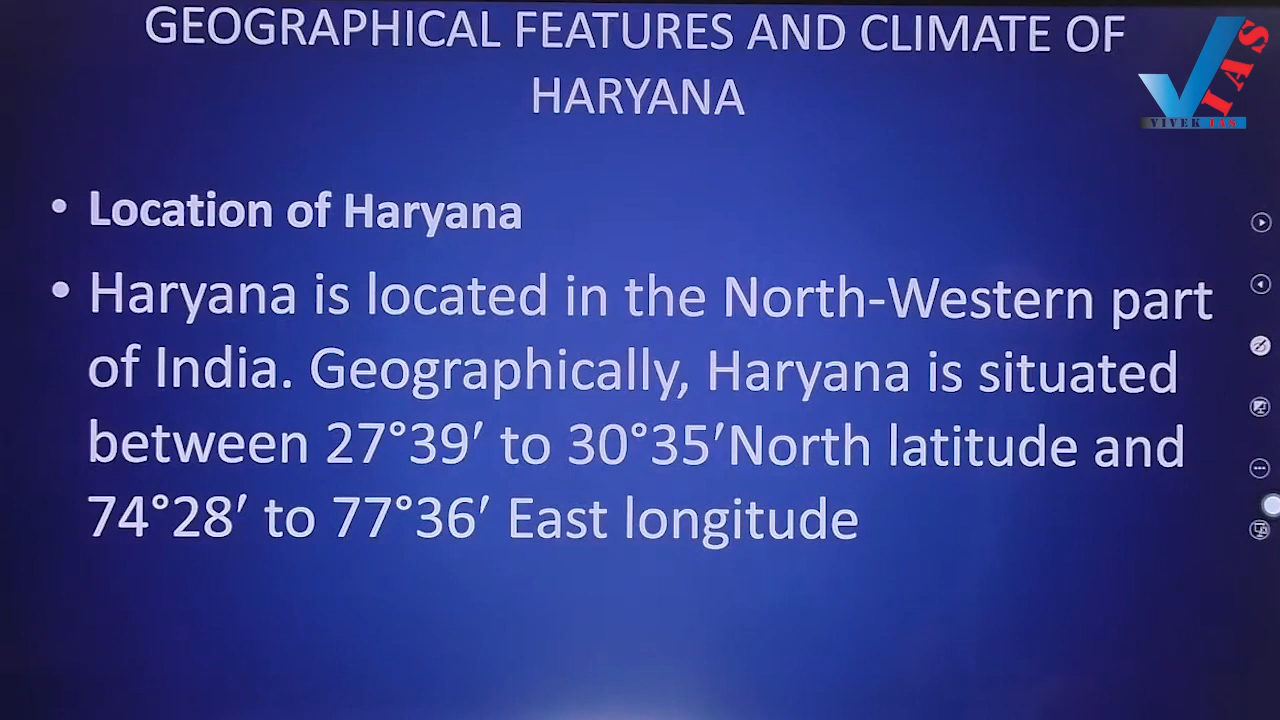 GEOGRAPHICAL FEATURES AND CLIMATE OF
HARYANA
IAS
VIVEK IAS
• Location of Haryana
• Haryana is located in the North-Western part
of India. Geographically, Haryana is situated
between 27°39′ to 30°35′North latitude and
74°28′ to 77°36′ East longitude